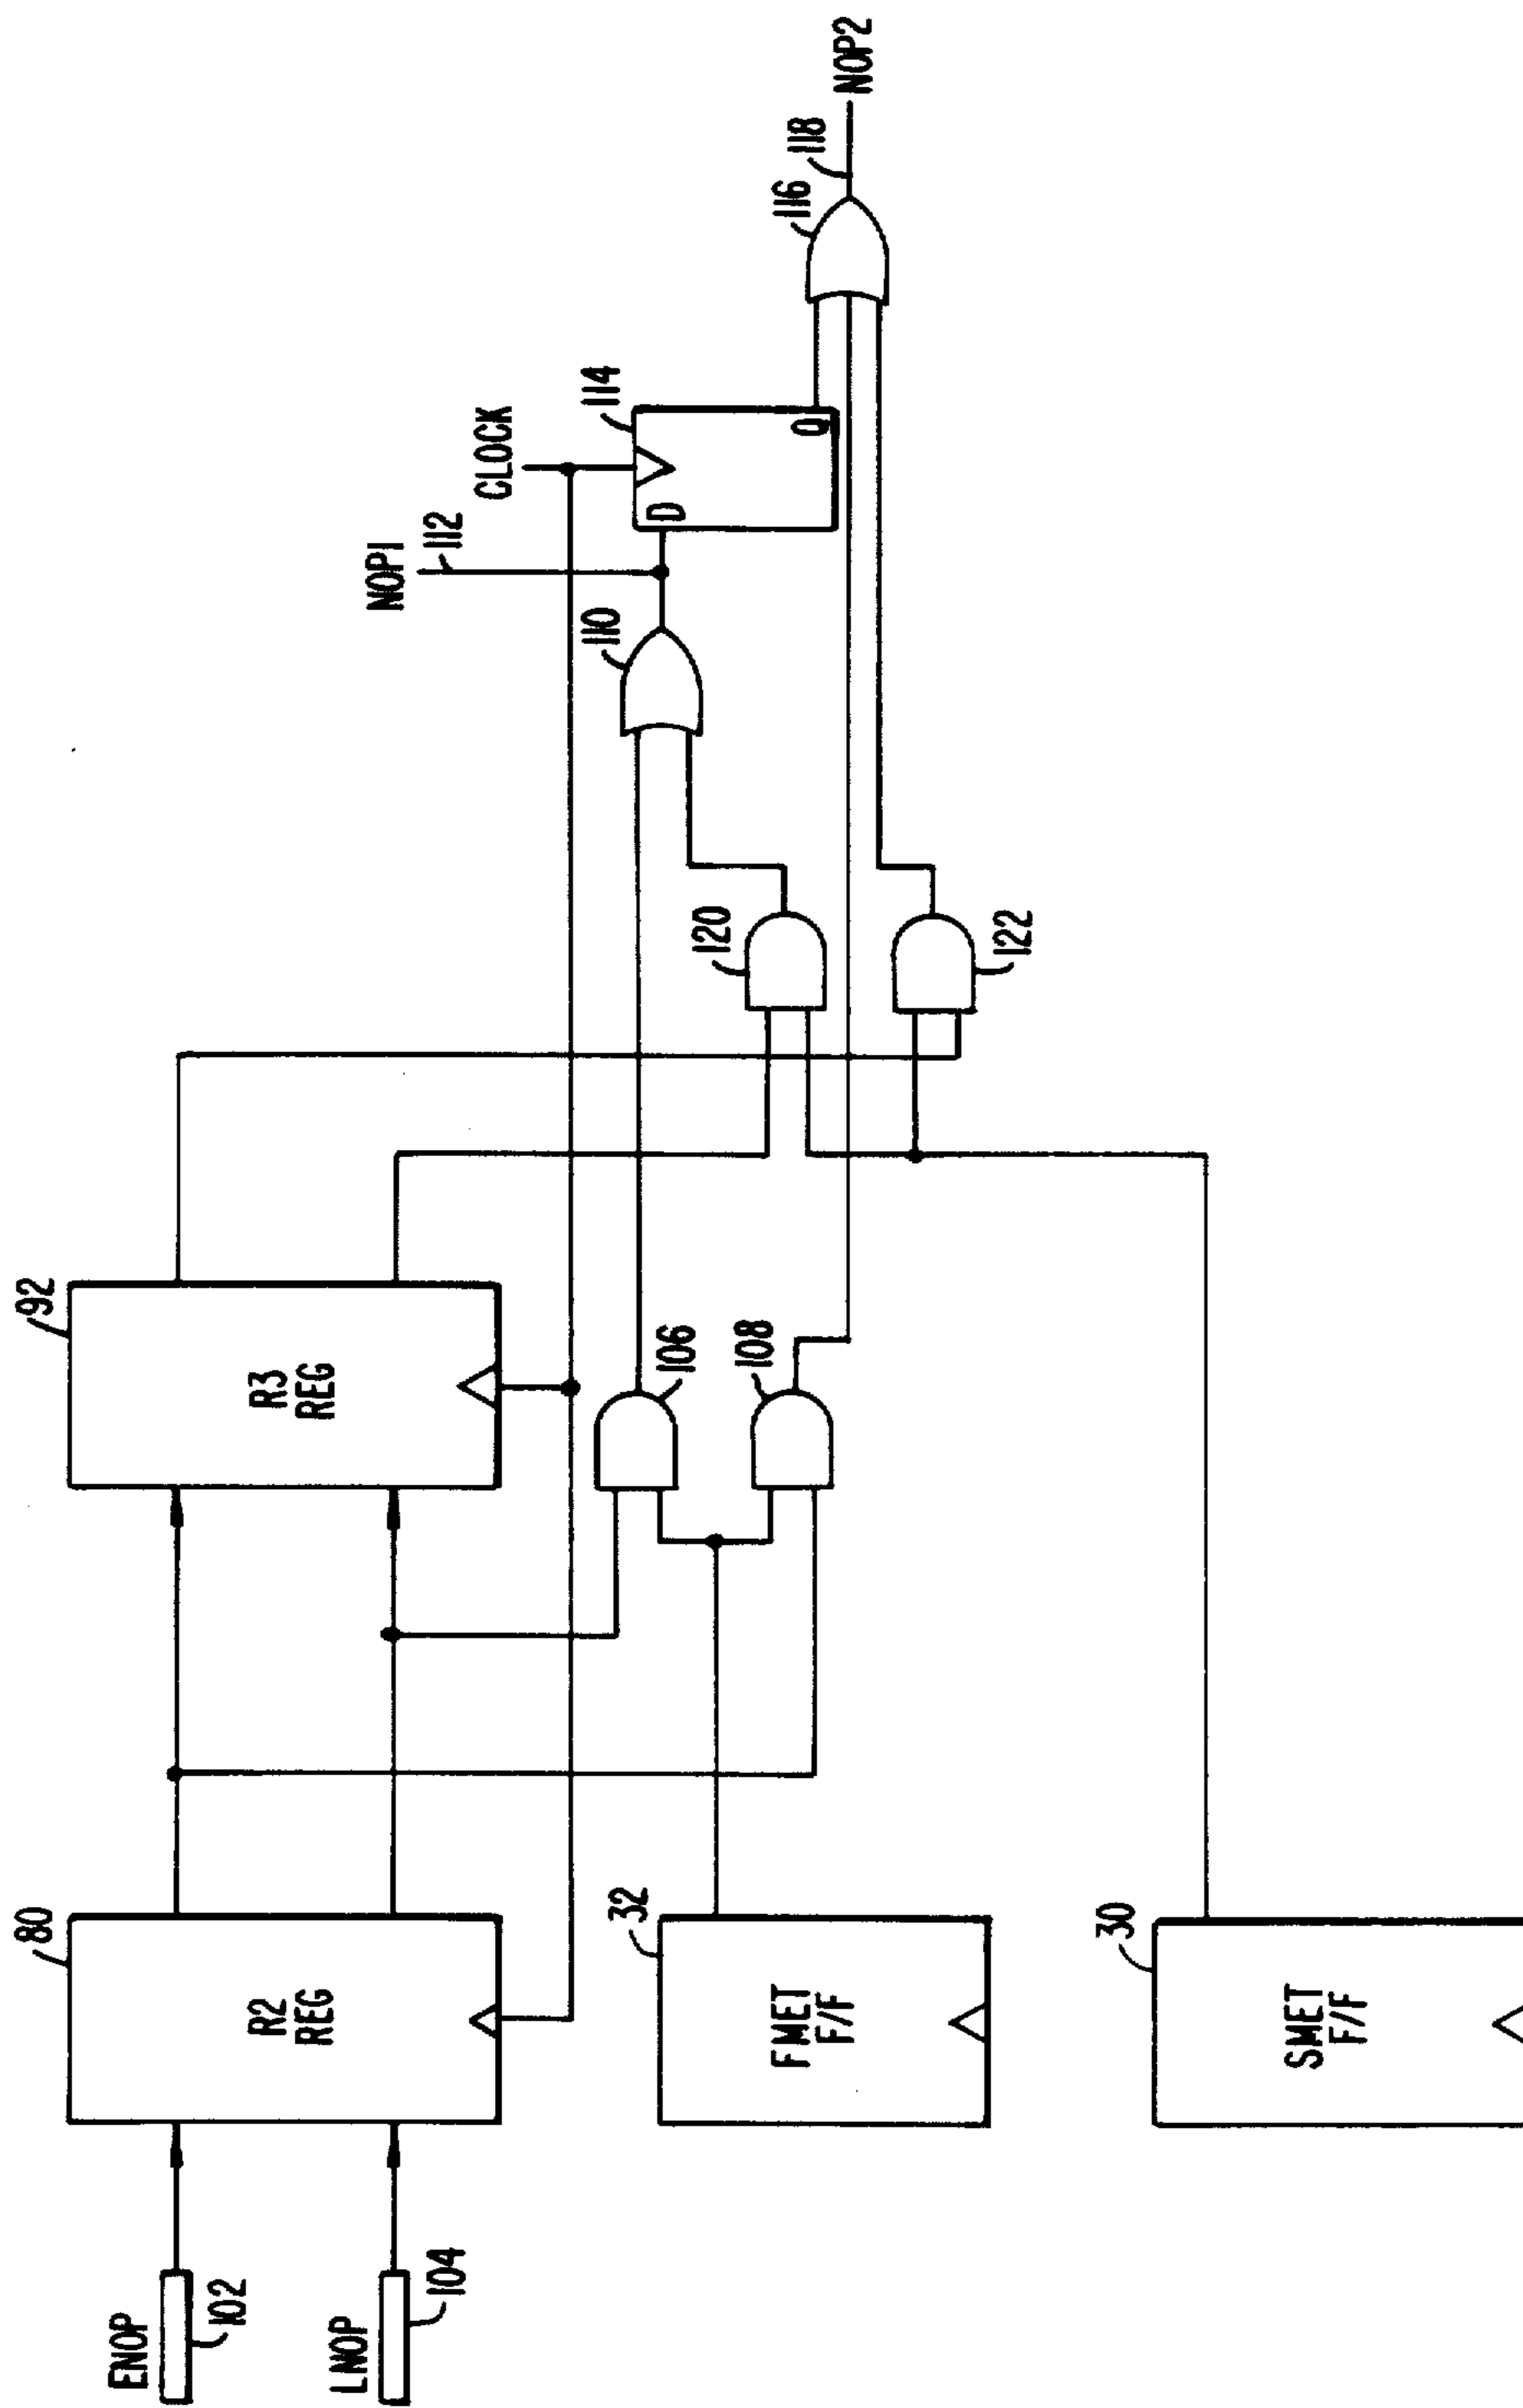 ENOP
102
LNOP
104
80
R2
REG
92
R3
REG
32
FMET
F/F
30
SMET
F/F
106
108
120
122
110
NOP1
112
CLOCK
114
D
Q
116
118
NOP2